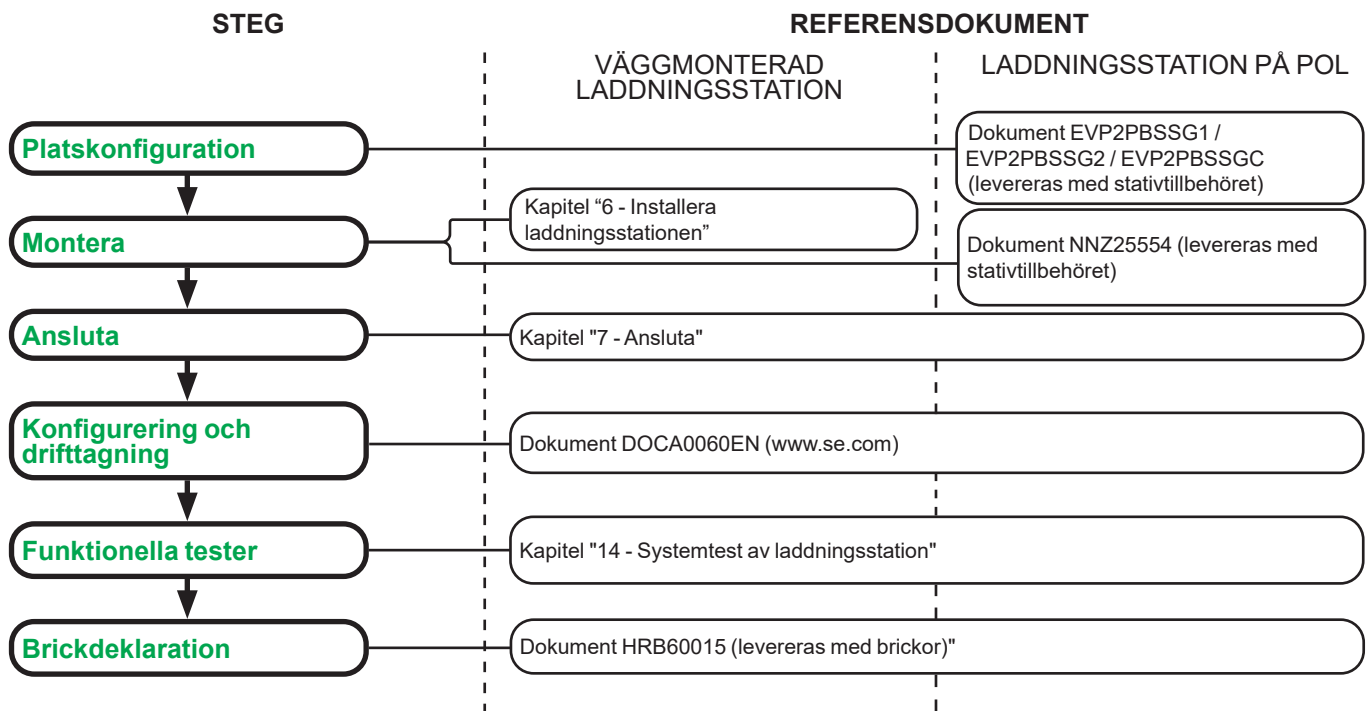 STEG
REFERENSDOKUMENT
VÄGGMONTERAD
LADDNINGSSTATION
LADDNINGSSTATION PÅ POL
Platskonfiguration
Dokument EVP2PBSSG1 /
EVP2PBSSG2 / EVP2PBSSGC
(levereras med stativtillbehöret)
Montera
Kapitel “6 - Installera
laddningsstationen”
Dokument NNZ25554 (levereras med
stativtillbehöret)
Ansluta
Kapitel "7 - Ansluta"
Konfigurering och
drifttagning
Dokument DOCA0060EN (www.se.com)
Funktionella tester
Kapitel "14 - Systemtest av laddningsstation"
Brickdeklaration
Dokument HRB60015 (levereras med brickor)"